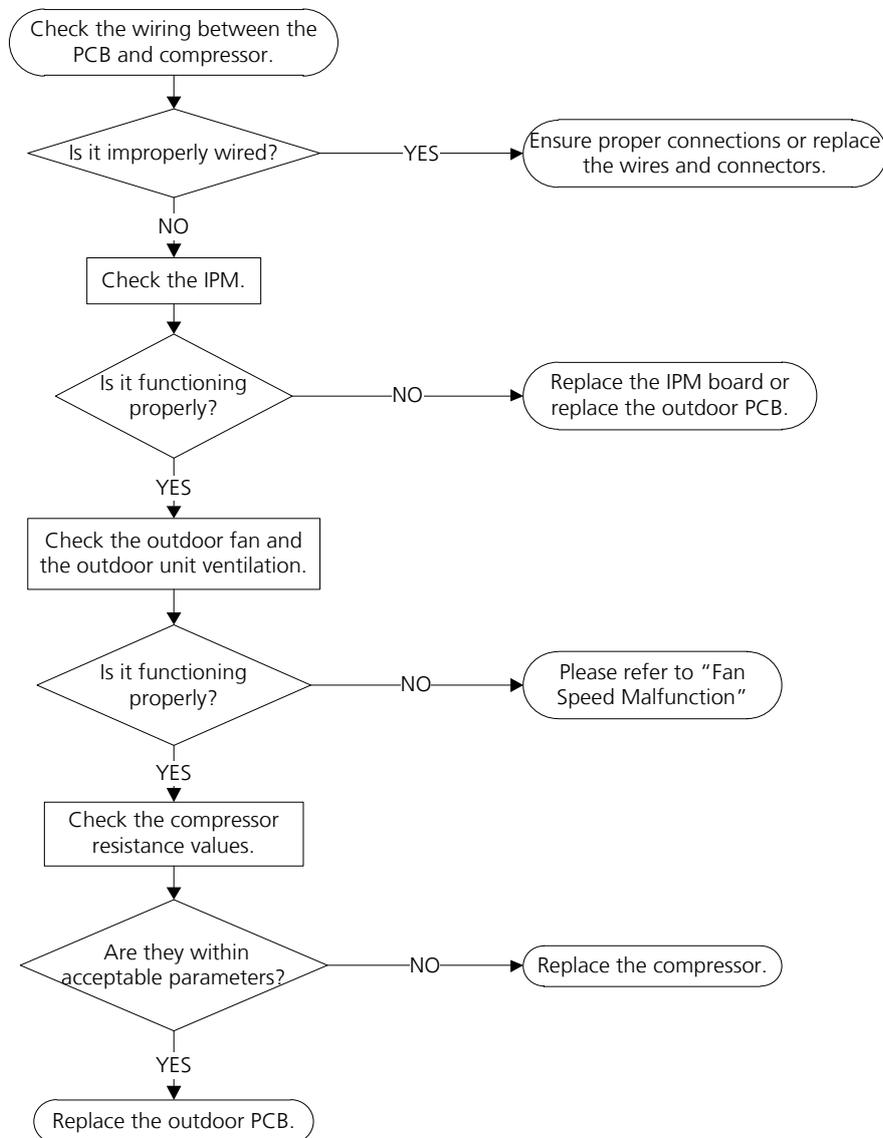 Check the wiring between the
PCB and compressor.
Is it improperly wired?
YES
Ensure proper connections or replace
the wires and connectors.
NO
Check the IPM.
Is it functioning
properly?
NO
Replace the IPM board or
replace the outdoor PCB.
YES
Check the outdoor fan and
the outdoor unit ventilation.
Is it functioning
properly?
NO
Please refer to “Fan
Speed Malfunction”
YES
Check the compressor
resistance values.
Are they within
acceptable parameters?
NO
Replace the compressor.
YES
Replace the outdoor PCB.